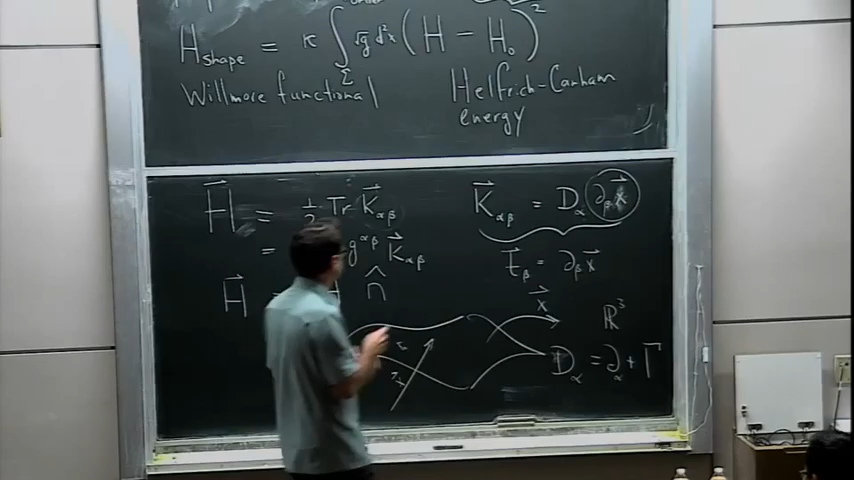 H_shape = κ ∫_Σ √g d²x (H − H₀)²
Willmore functional
Helfrich-Canham
energy
H⃗ = ½ Tr K⃗_αβ
= g^αβ K⃗_αβ
H⃗ n̂
K⃗_αβ = D_α ∂_β x⃗
t⃗_β = ∂_β x⃗
x⃗
ℝ³
D_α = ∂_α + Γ